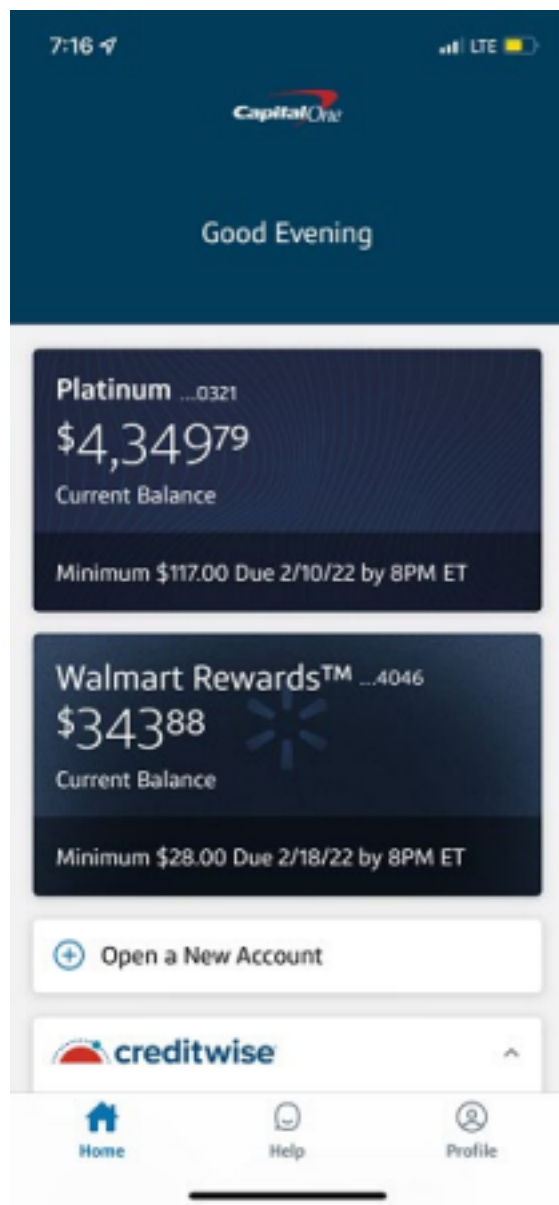 7:16 LTE
CapitalOne
Good Evening
Platinum ...0321
$4,34979
Current Balance
Minimum $117.00 Due 2/10/22 by 8PM ET
Walmart Rewards™ ...4046
$34388
Current Balance
Minimum $28.00 Due 2/18/22 by 8PM ET
Open a New Account
creditwise
Home Help Profile